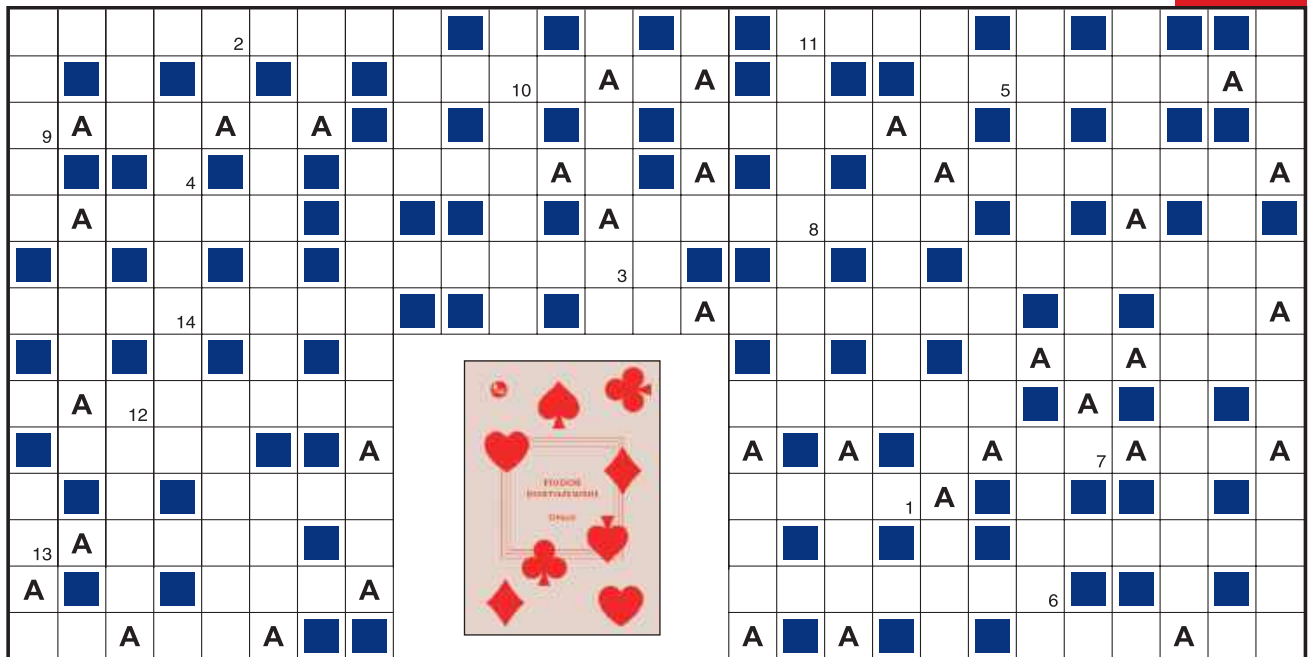 2 11
10 A A 5 A
9 A A A A
4 A A A A
A A 8 A
3
14 A A
A A
A 12 A
A A A A 7 A A
1 A
13 A
A A 6
A A A A A